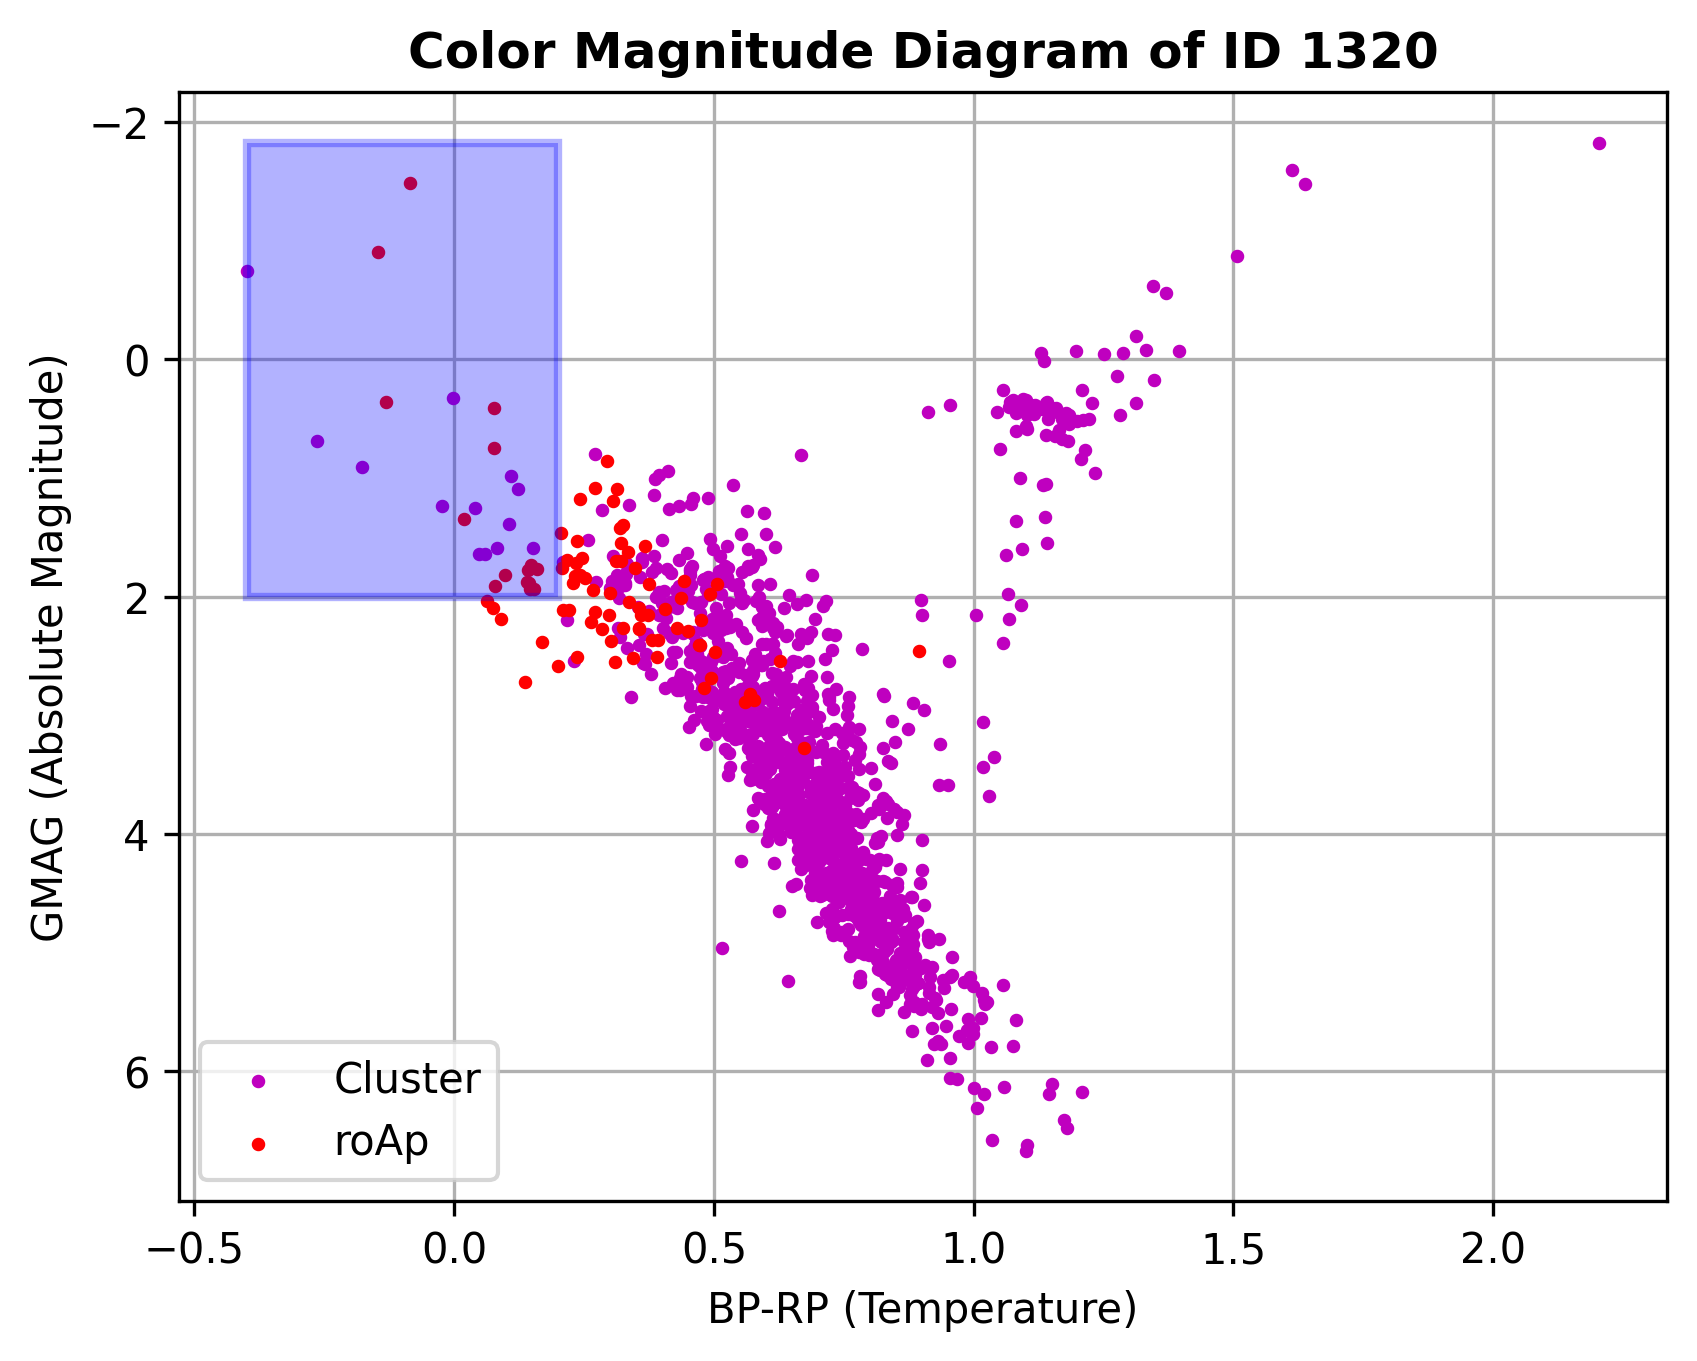 Color Magnitude Diagram of ID 1320
GMAG (Absolute Magnitude)
−2
0
2
4
6
Cluster
roAp
−0.5 0.0 0.5 1.0 1.5 2.0
BP-RP (Temperature)